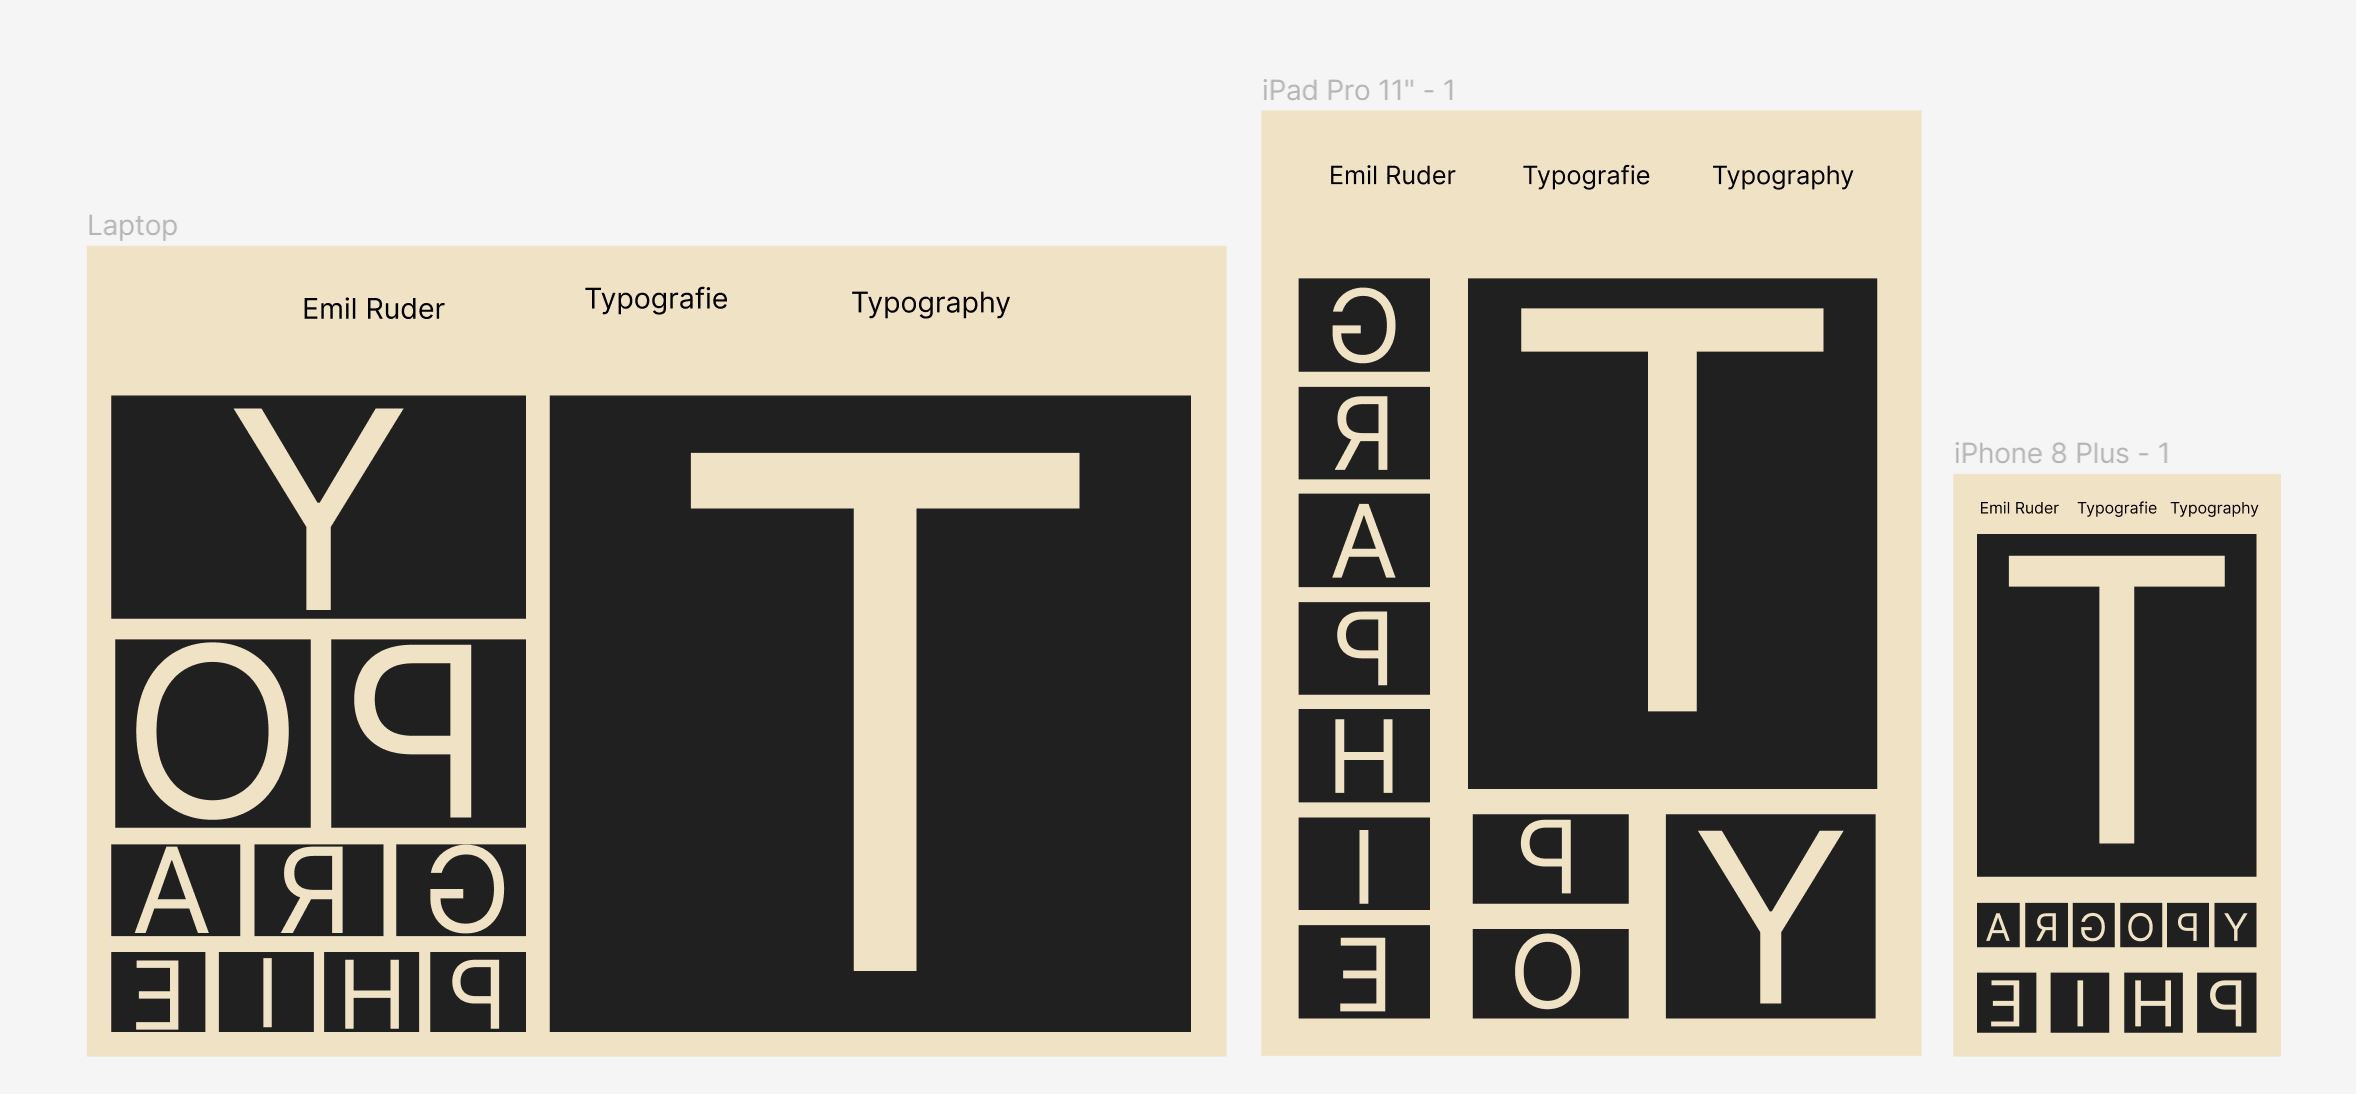 Laptop
Emil Ruder Typografie Typography
Y T
O P
A R G
E I H P
iPad Pro 11" - 1
Emil Ruder Typografie Typography
G T
R
A
P
H
I P Y
E O
iPhone 8 Plus - 1
Emil Ruder Typografie Typography
T
A R G O P Y
E I H P